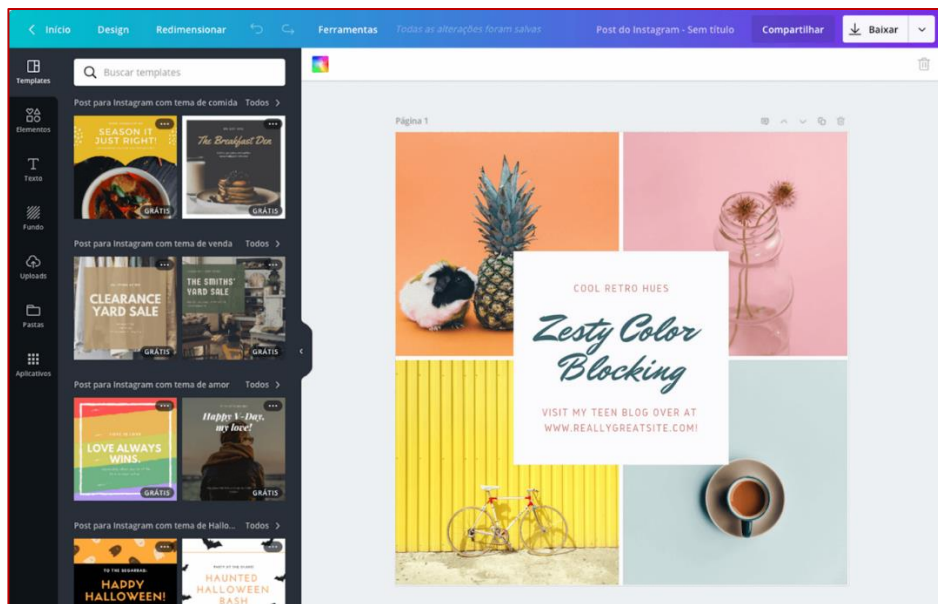 Início Design Redimensionar Ferramentas Todas as alterações foram salvas Post do Instagram - Sem título Compartilhar Baixar
Templates
Elementos
Texto
Fundo
Uploads
Pastas
Aplicativos
Buscar templates
Post para Instagram com tema de comida Todos
SEASON IT
JUST RIGHT!
GRÁTIS
The Breakfast Den
GRÁTIS
Post para Instagram com tema de venda Todos
CLEARANCE
YARD SALE
GRÁTIS
THE SMITHS'
YARD SALE
GRÁTIS
Post para Instagram com tema de amor Todos
LOVE ALWAYS
WINS.
GRÁTIS
Happy V-Day,
my love!
GRÁTIS
Post para Instagram com tema de Hallo... Todos
HAPPY
HALLOWEEN!
HAUNTED
HALLOWEEN
BASH
Página 1
COOL RETRO HUES
Zesty Color
Blocking
VISIT MY TEEN BLOG OVER AT
WWW.REALLYGREATSITE.COM!